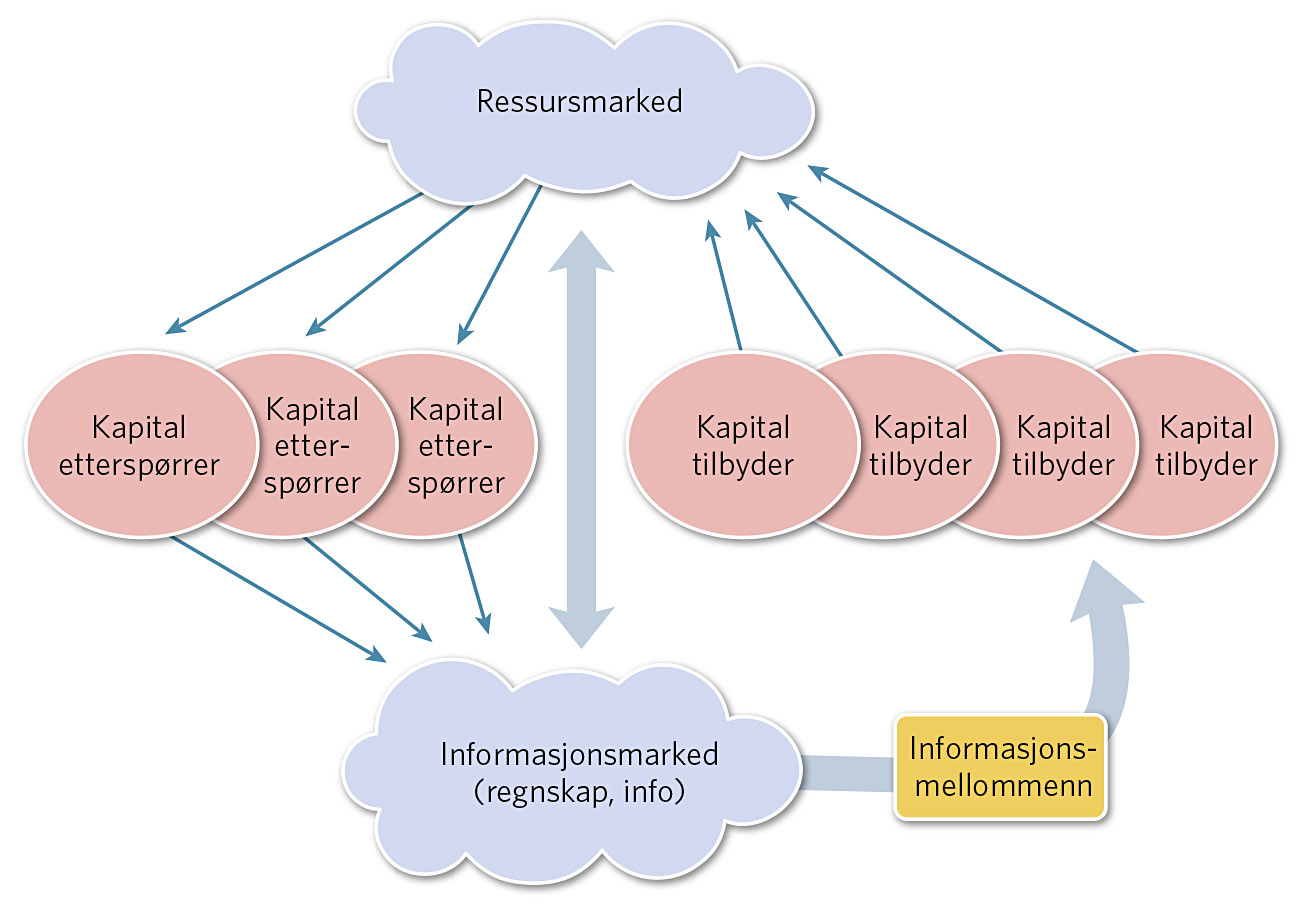 Ressursmarked
Kapital
etterspørrer
Kapital
etter-
spørrer
Kapital
etter-
spørrer
Kapital
tilbyder
Kapital
tilbyder
Kapital
tilbyder
Kapital
tilbyder
Informasjonsmarked
(regnskap, info)
Informasjons-
mellommenn